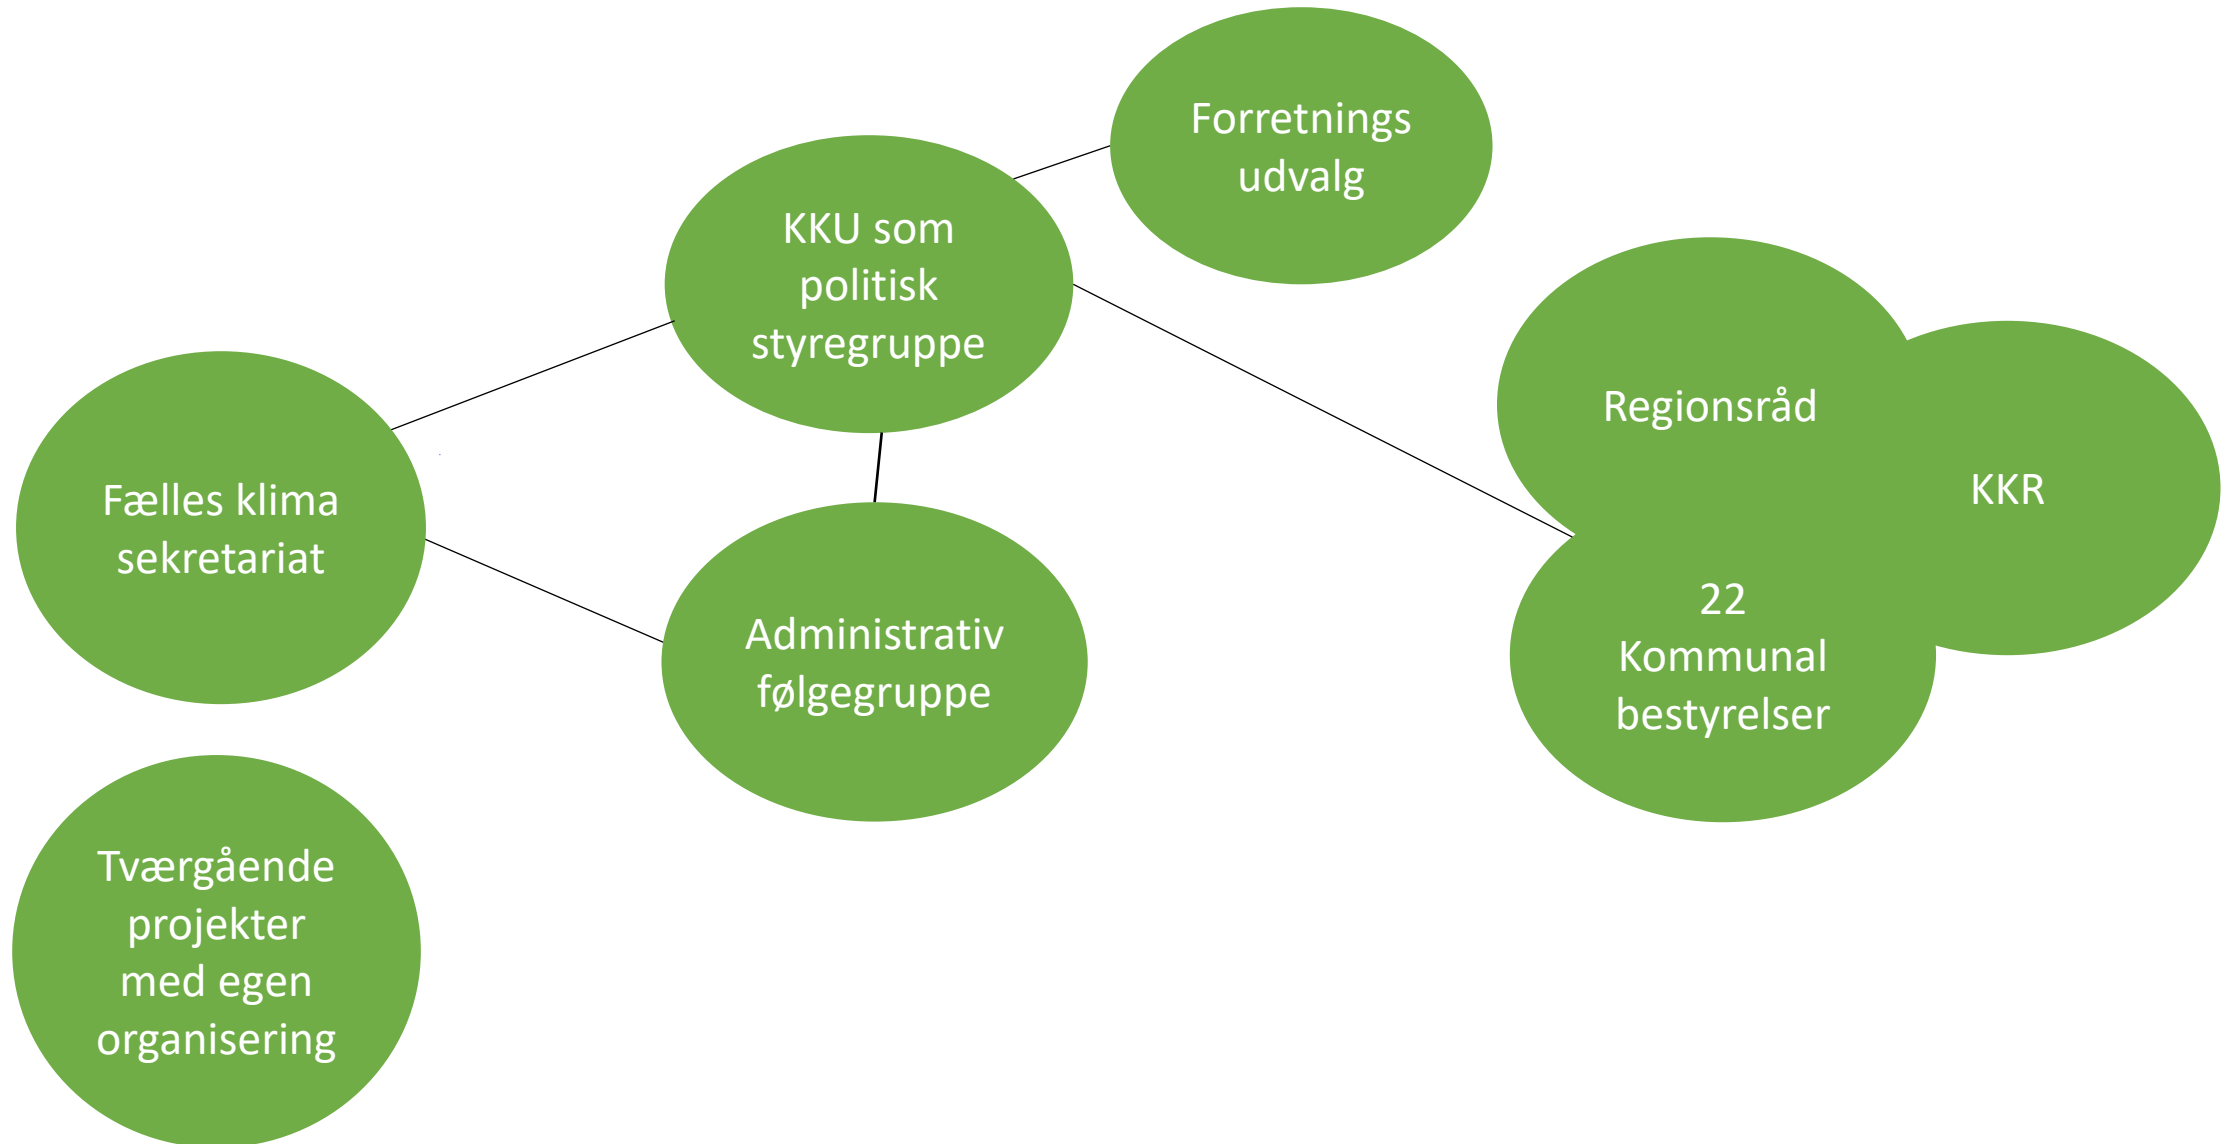 Forretnings
udvalg
KKU som
politisk
styregruppe
Regionsråd
KKR
Fælles klima
sekretariat
22
Kommunal
bestyrelser
Administrativ
følgegruppe
Tværgående
projekter
med egen
organisering